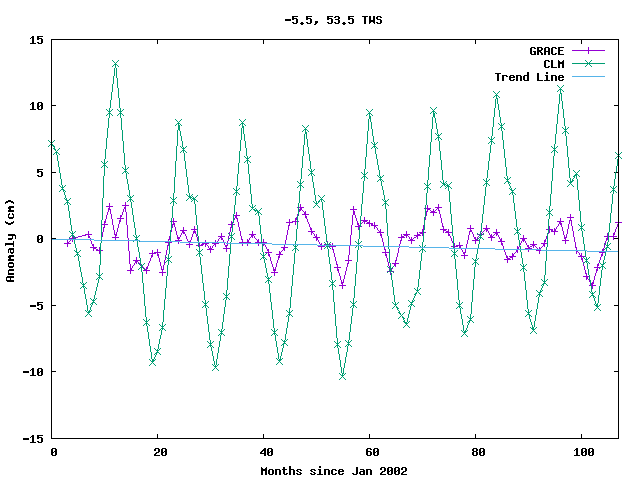 -5.5, 53.5 TWS
GRACE
CLM
Trend Line
15
10
5
0
-5
-10
-15
Anomaly (cm)
0 20 40 60 80 100
Months since Jan 2002